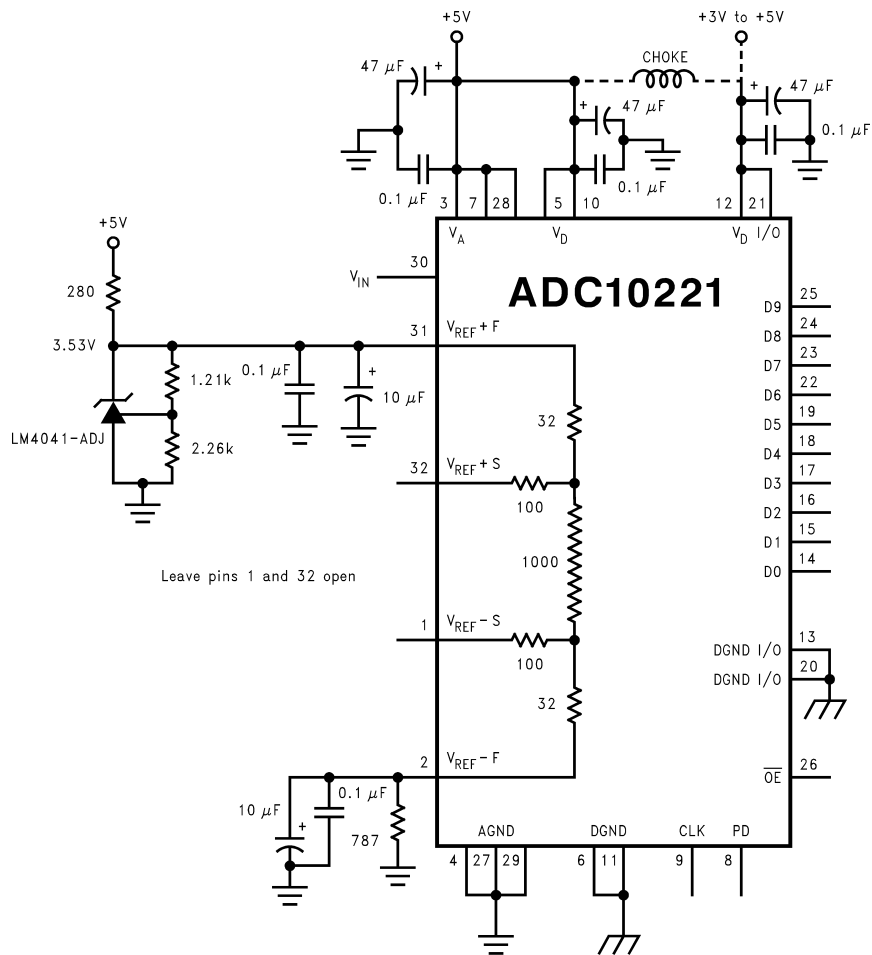 +5V
+3V to +5V
CHOKE
47 μF +
+ 47 μF
+ 47 μF
0.1 μF
0.1 μF
0.1 μF
3 7 28 5 10 12 21
V_A V_D V_D I/O
+5V
280
3.53V
1.21k
2.26k
LM4041-ADJ
0.1 μF
+
10 μF
30
V_IN
ADC10221
31 V_REF+F
32
32 V_REF+S
100
1000
Leave pins 1 and 32 open
1 V_REF-S
100
32
2 V_REF-F
10 μF +
0.1 μF
787
D9 25
D8 24
D7 23
D6 22
D5 19
D4 18
D3 17
D2 16
D1 15
D0 14
DGND I/O 13
DGND I/O 20
O̅E̅ 26
AGND DGND CLK PD
4 27 29 6 11 9 8